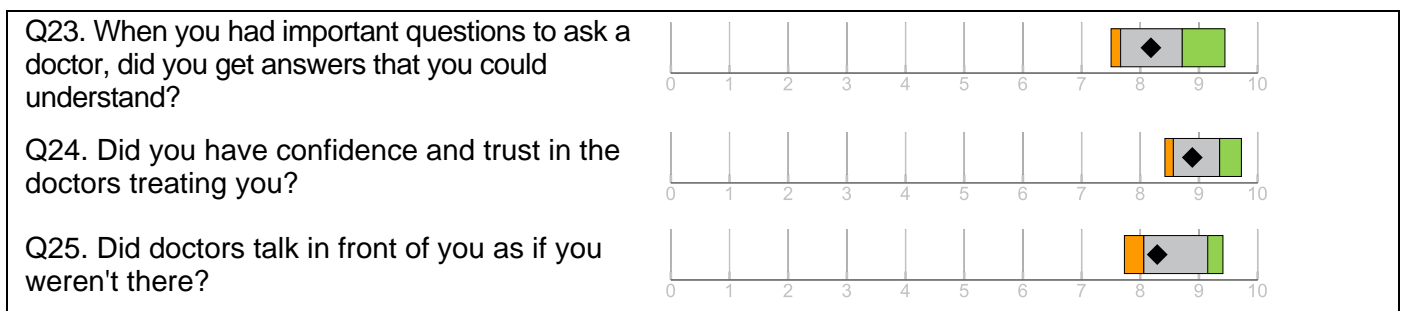 Q23. When you had important questions to ask a
doctor, did you get answers that you could
understand?
0 1 2 3 4 5 6 7 8 9 10
Q24. Did you have confidence and trust in the
doctors treating you?
0 1 2 3 4 5 6 7 8 9 10
Q25. Did doctors talk in front of you as if you
weren't there?
0 1 2 3 4 5 6 7 8 9 10